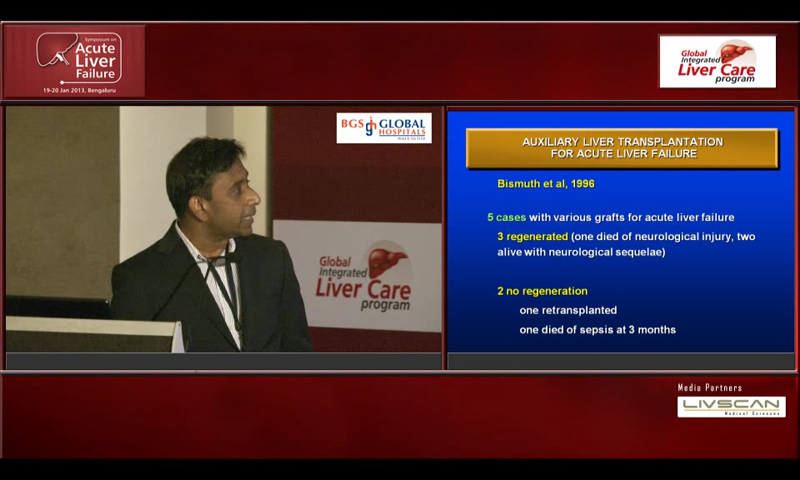 Symposium on
Acute
Liver
Failure
19-20 Jan 2013, Bengaluru
Global
Integrated
Liver Care
program
BGS GLOBAL
HOSPITALS
Global
Integrated
Liver Care
program
AUXILIARY LIVER TRANSPLANTATION
FOR ACUTE LIVER FAILURE
Bismuth et al, 1996
5 cases with various grafts for acute liver failure
3 regenerated (one died of neurological injury, two
alive with neurological sequelae)
2 no regeneration
one retransplanted
one died of sepsis at 3 months
Media Partners
LIVSCAN
Medical Sciences